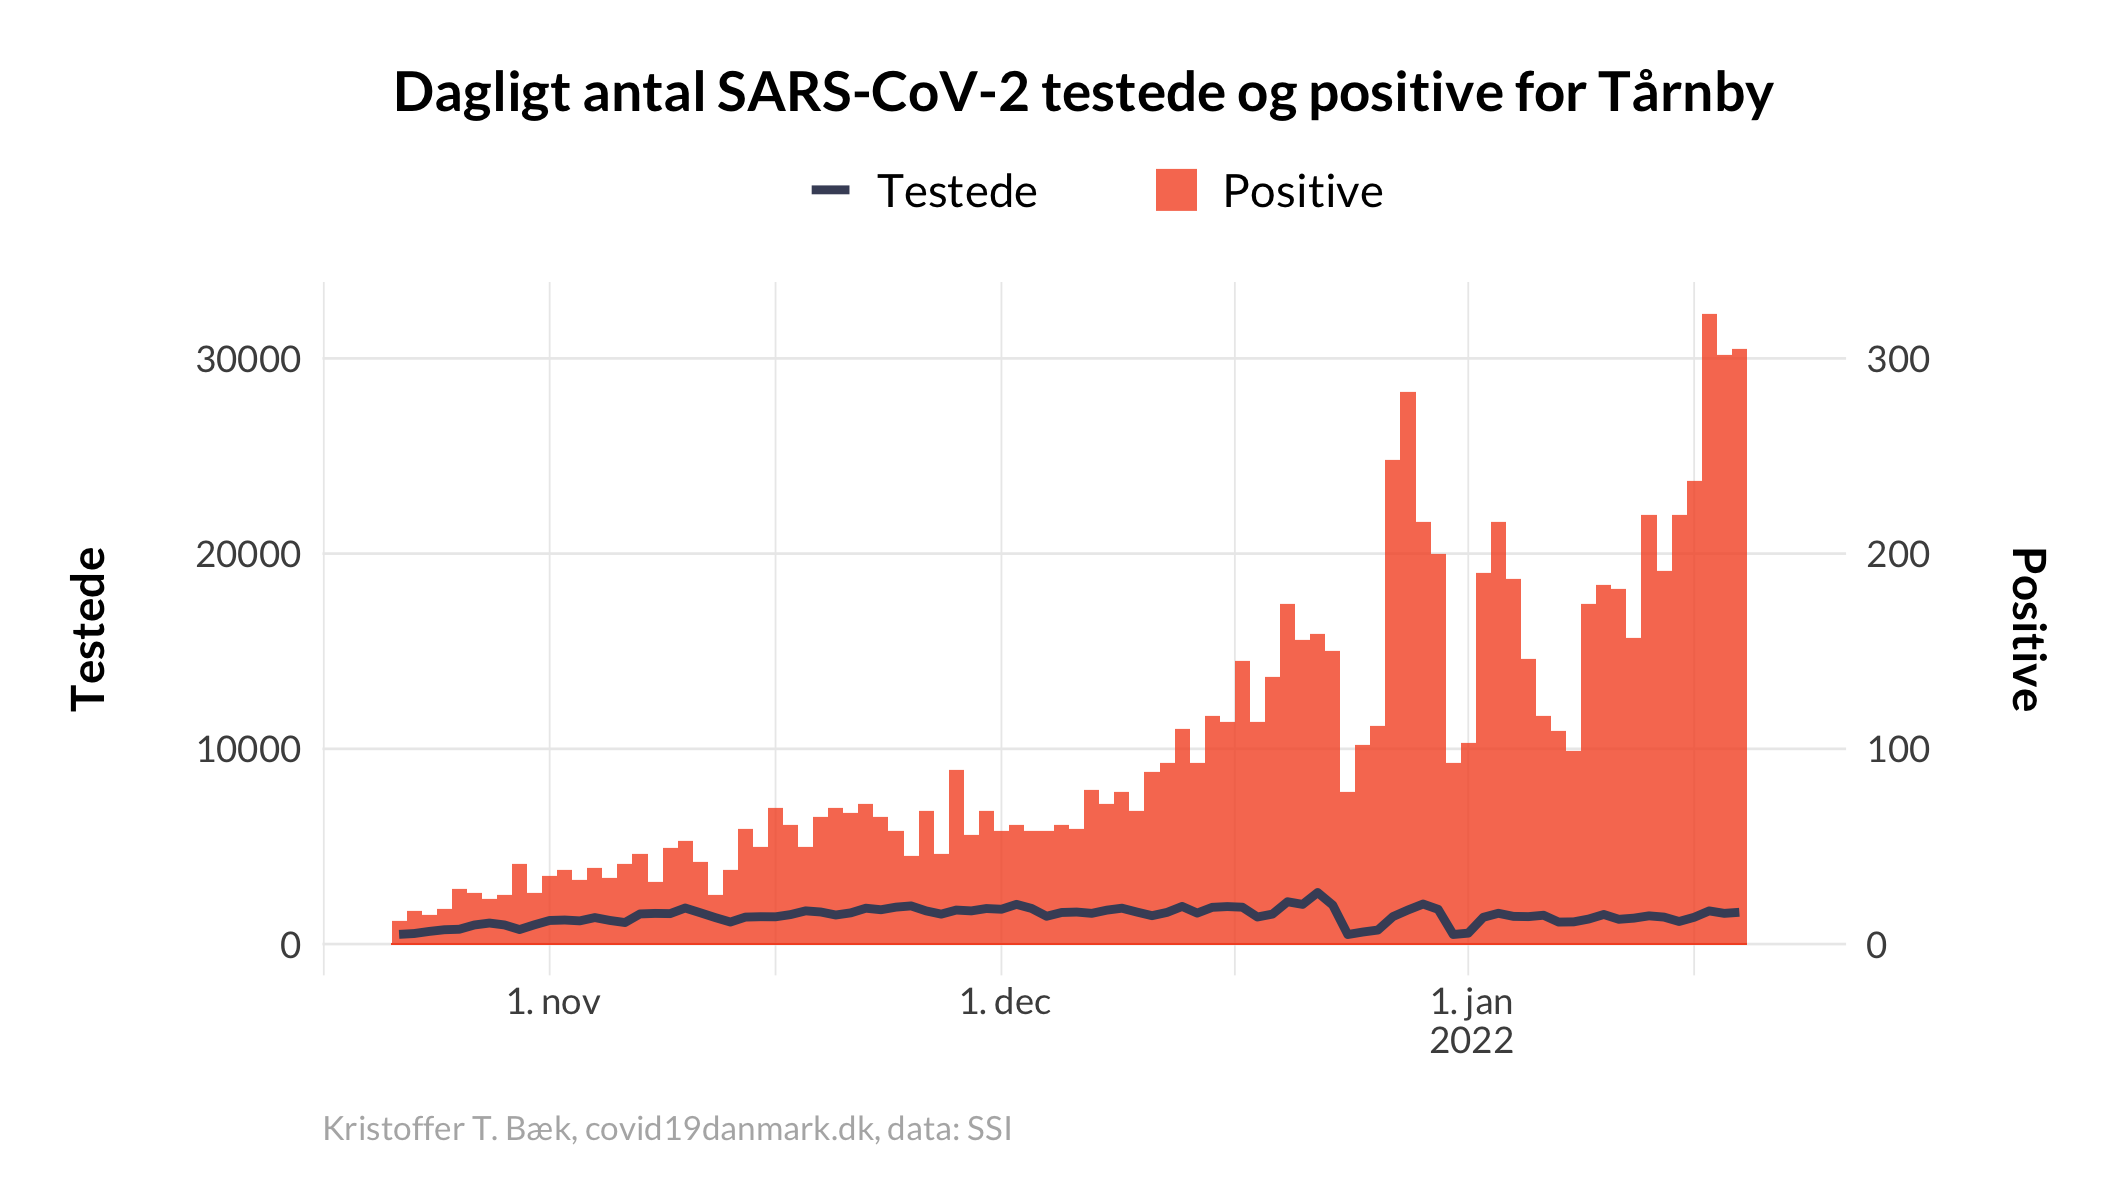 Dagligt antal SARS-CoV-2 testede og positive for Tårnby
Testede
Positive
30000
20000
10000
0
Testede
300
200
100
0
Positive
1. nov
1. dec
1. jan
2022
Kristoffer T. Bæk, covid19danmark.dk, data: SSI